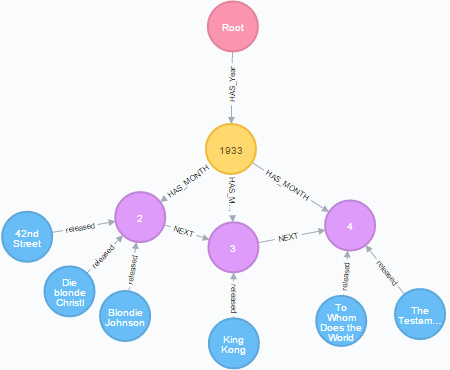 Root
HAS_Year
1933
HAS_MONTH
HAS_M...
HAS_MONTH
2
NEXT
3
NEXT
4
42nd
Street
released
Die
blonde
Christl
released
Blondie
Johnson
released
King
Kong
released
To
Whom
Does the
World
released
The
Testam...
released